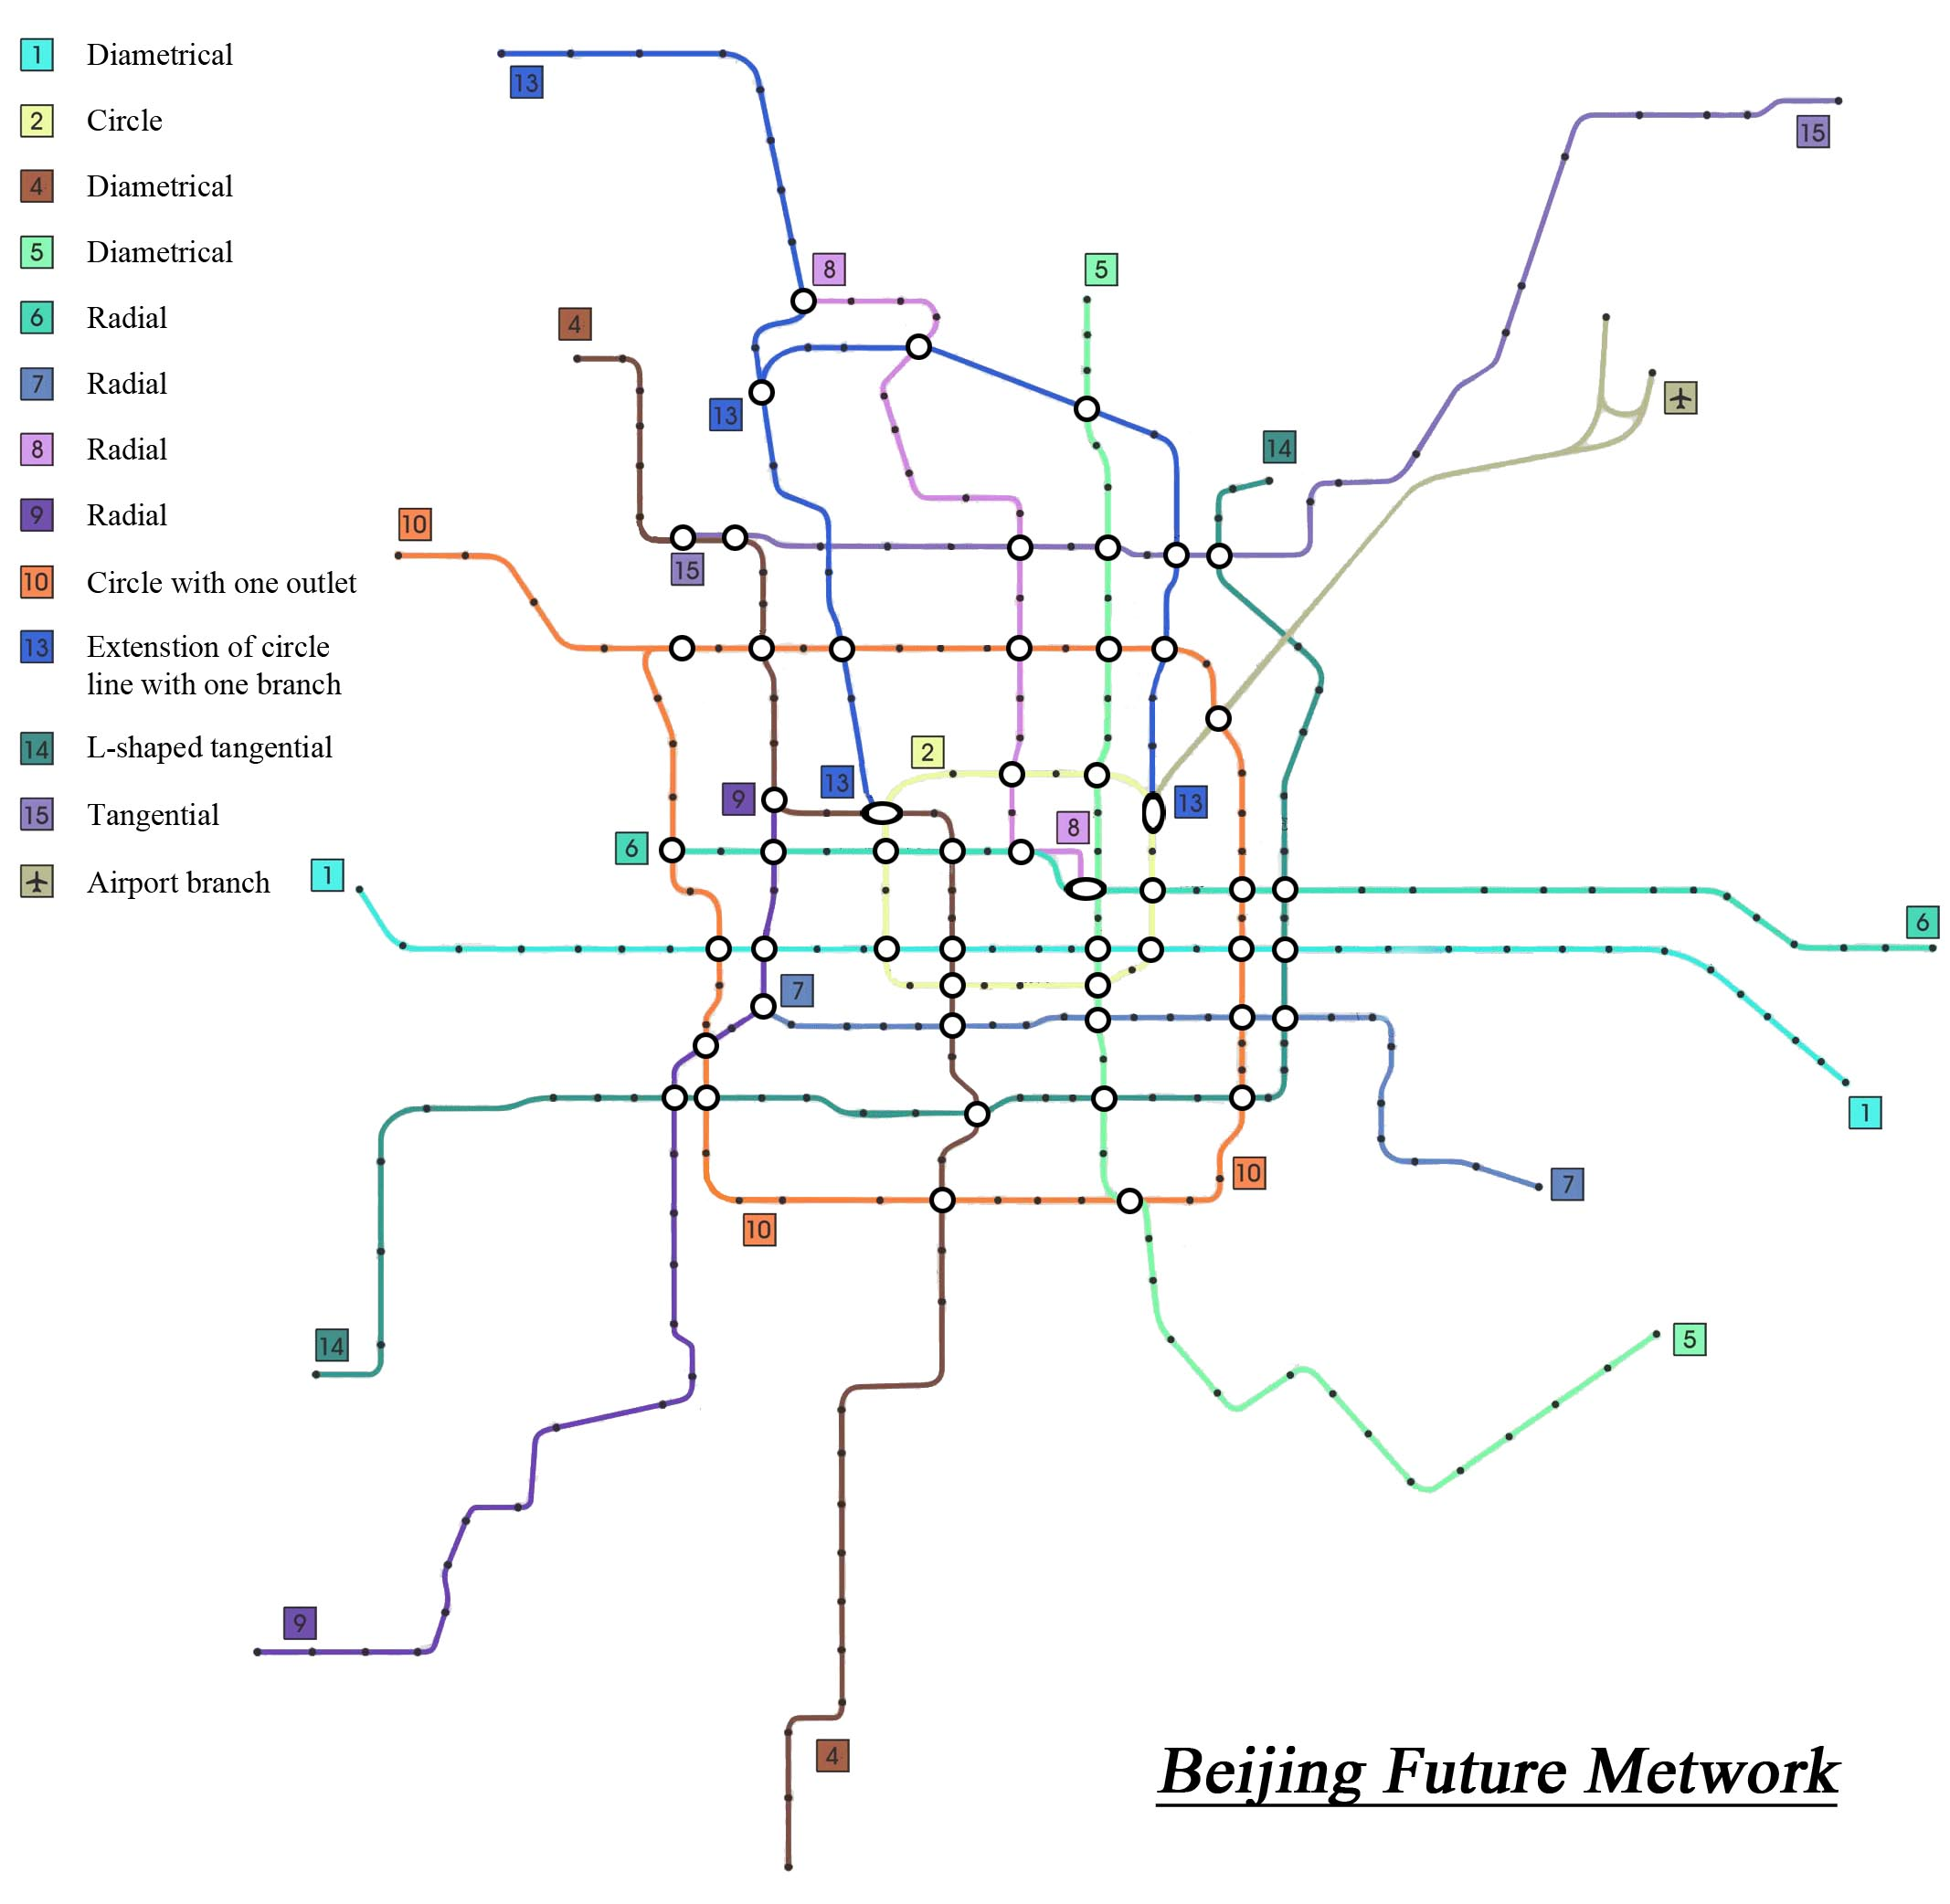 1 Diametrical
2 Circle
4 Diametrical
5 Diametrical
6 Radial
7 Radial
8 Radial
9 Radial
10 Circle with one outlet
13 Extenstion of circle
line with one branch
14 L-shaped tangential
15 Tangential
Airport branch
13
15
8
5
4
13
14
10
15
2
13
9
13
8
6
1
6
7
1
10
7
10
14
5
9
4
Beijing Future Metwork